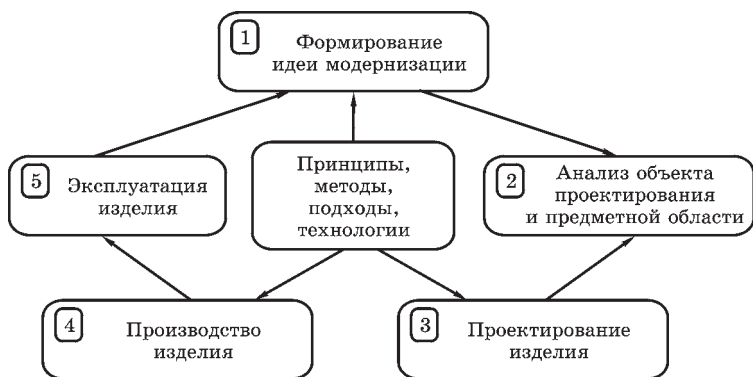 1
Формирование
идеи модернизации
5
Эксплуатация
изделия
Принципы,
методы,
подходы,
технологии
2
Анализ объекта
проектирования
и предметной области
4
Производство
изделия
3
Проектирование
изделия